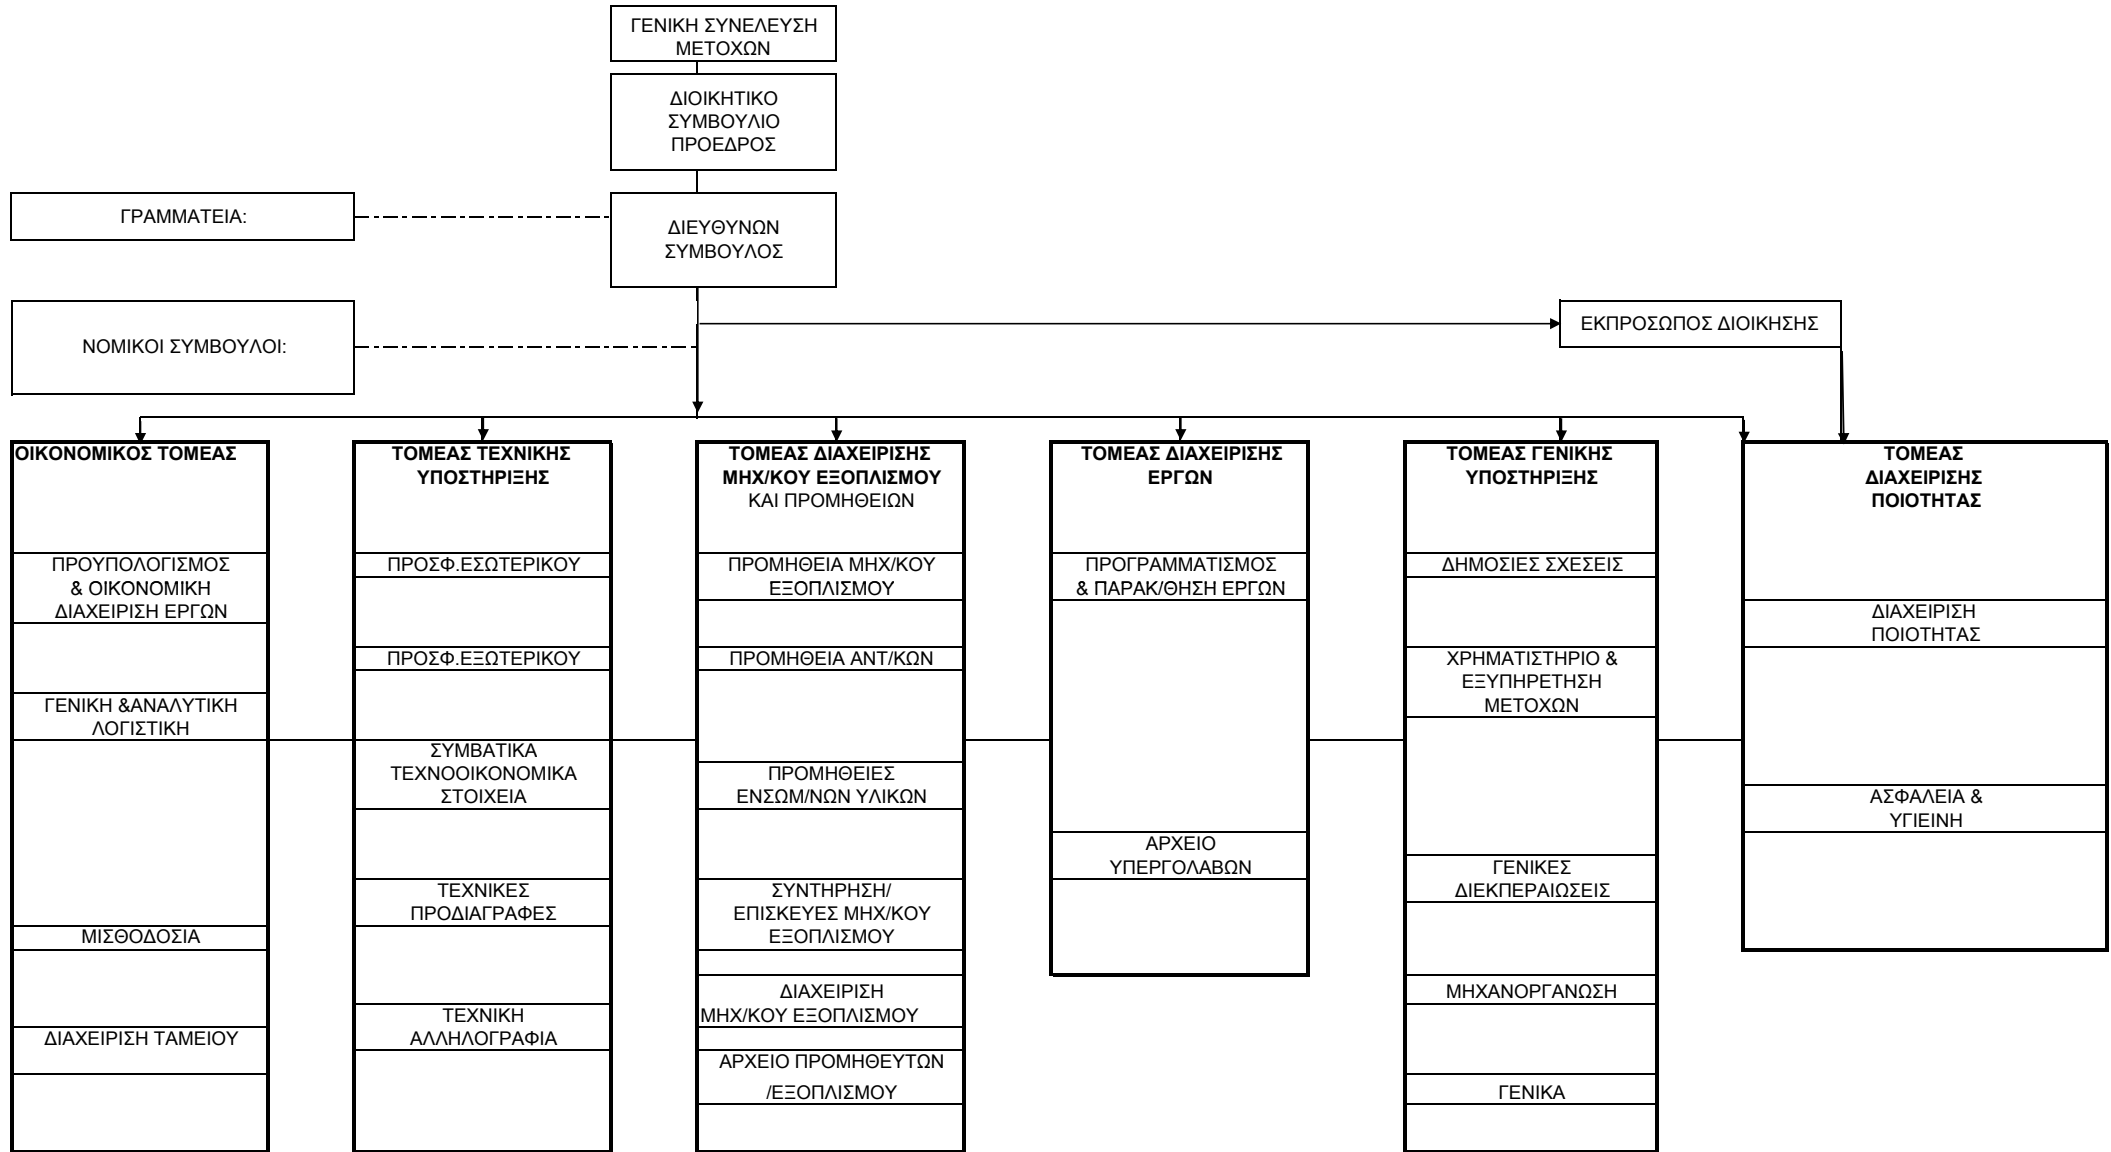 ΓΕΝΙΚΗ ΣΥΝΕΛΕΥΣΗ
ΜΕΤΟΧΩΝ
ΔΙΟΙΚΗΤΙΚΟ
ΣΥΜΒΟΥΛΙΟ
ΠΡΟΕΔΡΟΣ
ΓΡΑΜΜΑΤΕΙΑ:
ΔΙΕΥΘΥΝΩΝ
ΣΥΜΒΟΥΛΟΣ
ΝΟΜΙΚΟΙ ΣΥΜΒΟΥΛΟΙ:
ΕΚΠΡΟΣΩΠΟΣ ΔΙΟΙΚΗΣΗΣ
ΟΙΚΟΝΟΜΙΚΟΣ ΤΟΜΕΑΣ
ΠΡΟΥΠΟΛΟΓΙΣΜΟΣ
& ΟΙΚΟΝΟΜΙΚΗ
ΔΙΑΧΕΙΡΙΣΗ ΕΡΓΩΝ
ΓΕΝΙΚΗ &ΑΝΑΛΥΤΙΚΗ
ΛΟΓΙΣΤΙΚΗ
ΜΙΣΘΟΔΟΣΙΑ
ΔΙΑΧΕΙΡΙΣΗ ΤΑΜΕΙΟΥ
ΤΟΜΕΑΣ ΤΕΧΝΙΚΗΣ
ΥΠΟΣΤΗΡΙΞΗΣ
ΠΡΟΣΦ.ΕΣΩΤΕΡΙΚΟΥ
ΠΡΟΣΦ.ΕΞΩΤΕΡΙΚΟΥ
ΣΥΜΒΑΤΙΚΑ
ΤΕΧΝΟΟΙΚΟΝΟΜΙΚΑ
ΣΤΟΙΧΕΙΑ
ΤΕΧΝΙΚΕΣ
ΠΡΟΔΙΑΓΡΑΦΕΣ
ΤΕΧΝΙΚΗ
ΑΛΛΗΛΟΓΡΑΦΙΑ
ΤΟΜΕΑΣ ΔΙΑΧΕΙΡΙΣΗΣ
ΜΗΧ/ΚΟΥ ΕΞΟΠΛΙΣΜΟΥ
ΚΑΙ ΠΡΟΜΗΘΕΙΩΝ
ΠΡΟΜΗΘΕΙΑ ΜΗΧ/ΚΟΥ
ΕΞΟΠΛΙΣΜΟΥ
ΠΡΟΜΗΘΕΙΑ ΑΝΤ/ΚΩΝ
ΠΡΟΜΗΘΕΙΕΣ
ΕΝΣΩΜ/ΝΩΝ ΥΛΙΚΩΝ
ΣΥΝΤΗΡΗΣΗ/
ΕΠΙΣΚΕΥΕΣ ΜΗΧ/ΚΟΥ
ΕΞΟΠΛΙΣΜΟΥ
ΔΙΑΧΕΙΡΙΣΗ
ΜΗΧ/ΚΟΥ ΕΞΟΠΛΙΣΜΟΥ
ΑΡΧΕΙΟ ΠΡΟΜΗΘΕΥΤΩΝ
/ΕΞΟΠΛΙΣΜΟΥ
ΤΟΜΕΑΣ ΔΙΑΧΕΙΡΙΣΗΣ
ΕΡΓΩΝ
ΠΡΟΓΡΑΜΜΑΤΙΣΜΟΣ
& ΠΑΡΑΚ/ΘΗΣΗ ΕΡΓΩΝ
ΑΡΧΕΙΟ
ΥΠΕΡΓΟΛΑΒΩΝ
ΤΟΜΕΑΣ ΓΕΝΙΚΗΣ
ΥΠΟΣΤΗΡΙΞΗΣ
ΔΗΜΟΣΙΕΣ ΣΧΕΣΕΙΣ
ΧΡΗΜΑΤΙΣΤΗΡΙΟ &
ΕΞΥΠΗΡΕΤΗΣΗ
ΜΕΤΟΧΩΝ
ΓΕΝΙΚΕΣ
ΔΙΕΚΠΕΡΑΙΩΣΕΙΣ
ΜΗΧΑΝΟΡΓΑΝΩΣΗ
ΓΕΝΙΚΑ
ΤΟΜΕΑΣ
ΔΙΑΧΕΙΡΙΣΗΣ
ΠΟΙΟΤΗΤΑΣ
ΔΙΑΧΕΙΡΙΣΗ
ΠΟΙΟΤΗΤΑΣ
ΑΣΦΑΛΕΙΑ &
ΥΓΙΕΙΝΗ